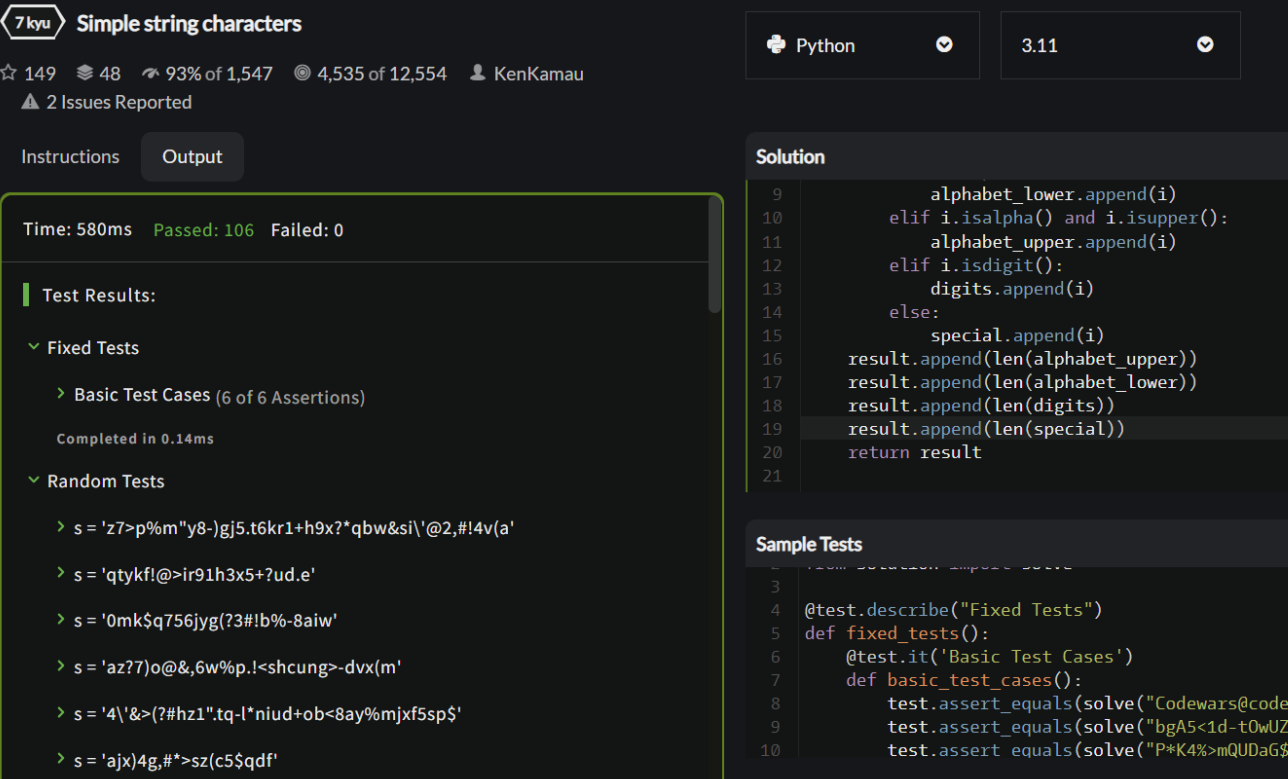 7 kyu Simple string characters
149 48 93% of 1,547 4,535 of 12,554 KenKamau
2 Issues Reported
Instructions Output
Time: 580ms Passed: 106 Failed: 0
Test Results:
Fixed Tests
Basic Test Cases (6 of 6 Assertions)
Completed in 0.14ms
Random Tests
s = 'z7>p%m"y8-)gj5.t6kr1+h9x?*qbw&si\'@2,#!4v(a'
s = 'qtykf!@>ir91h3x5+?ud.e'
s = '0mk$q756jyg(?3#!b%-8aiw'
s = 'az?7)o@&,6w%p.!<shcung>-dvx(m'
s = '4\'&>(?#hz1".tq-l*niud+ob<8ay%mjxf5sp$'
s = 'ajx)4g,#*>sz(c5$qdf'
Python 3.11
Solution
9 alphabet_lower.append(i)
10 elif i.isalpha() and i.isupper():
11 alphabet_upper.append(i)
12 elif i.isdigit():
13 digits.append(i)
14 else:
15 special.append(i)
16 result.append(len(alphabet_upper))
17 result.append(len(alphabet_lower))
18 result.append(len(digits))
19 result.append(len(special))
20 return result
21
Sample Tests
3
4 @test.describe("Fixed Tests")
5 def fixed_tests():
6 @test.it('Basic Test Cases')
7 def basic_test_cases():
8 test.assert_equals(solve("Codewars@code
9 test.assert_equals(solve("bgA5<1d-tOwUZ
10 test.assert_equals(solve("P*K4%>mQUDaG$